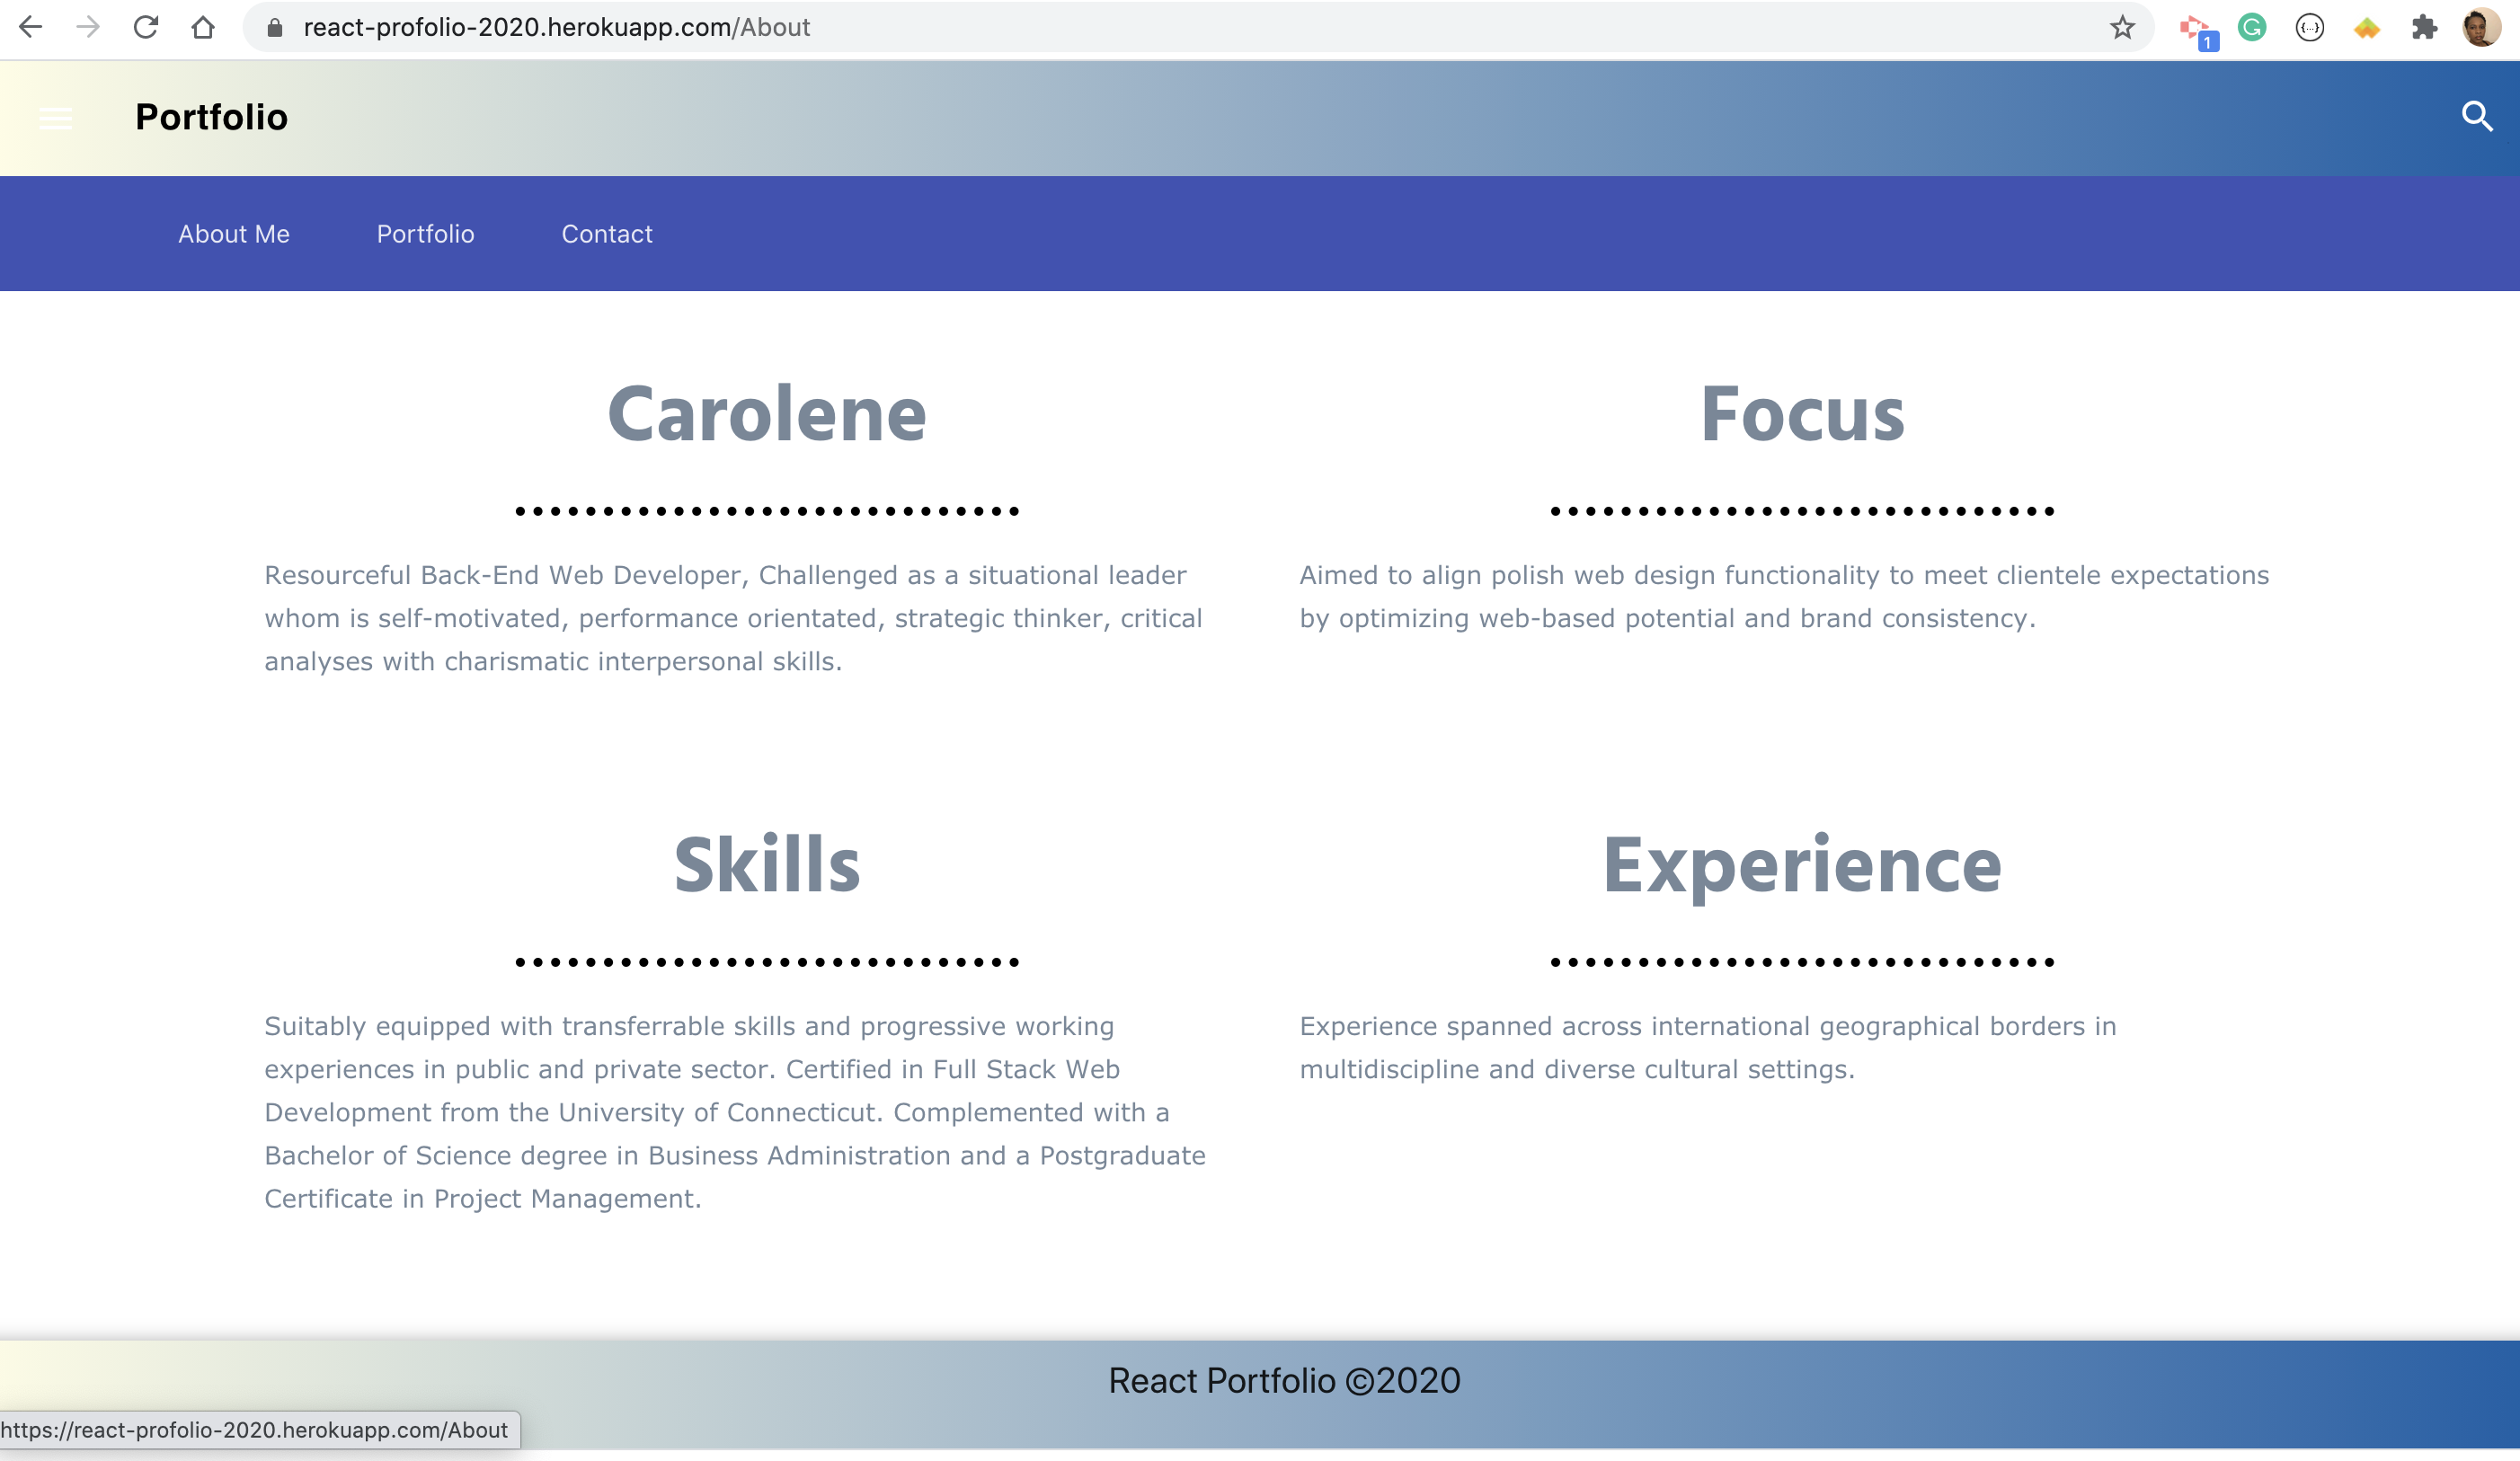 react-profolio-2020.herokuapp.com/About
1
Portfolio
About Me Portfolio Contact
Carolene
Resourceful Back-End Web Developer, Challenged as a situational leader
whom is self-motivated, performance orientated, strategic thinker, critical
analyses with charismatic interpersonal skills.
Focus
Aimed to align polish web design functionality to meet clientele expectations
by optimizing web-based potential and brand consistency.
Skills
Suitably equipped with transferrable skills and progressive working
experiences in public and private sector. Certified in Full Stack Web
Development from the University of Connecticut. Complemented with a
Bachelor of Science degree in Business Administration and a Postgraduate
Certificate in Project Management.
Experience
Experience spanned across international geographical borders in
multidiscipline and diverse cultural settings.
React Portfolio ©2020
https://react-profolio-2020.herokuapp.com/About